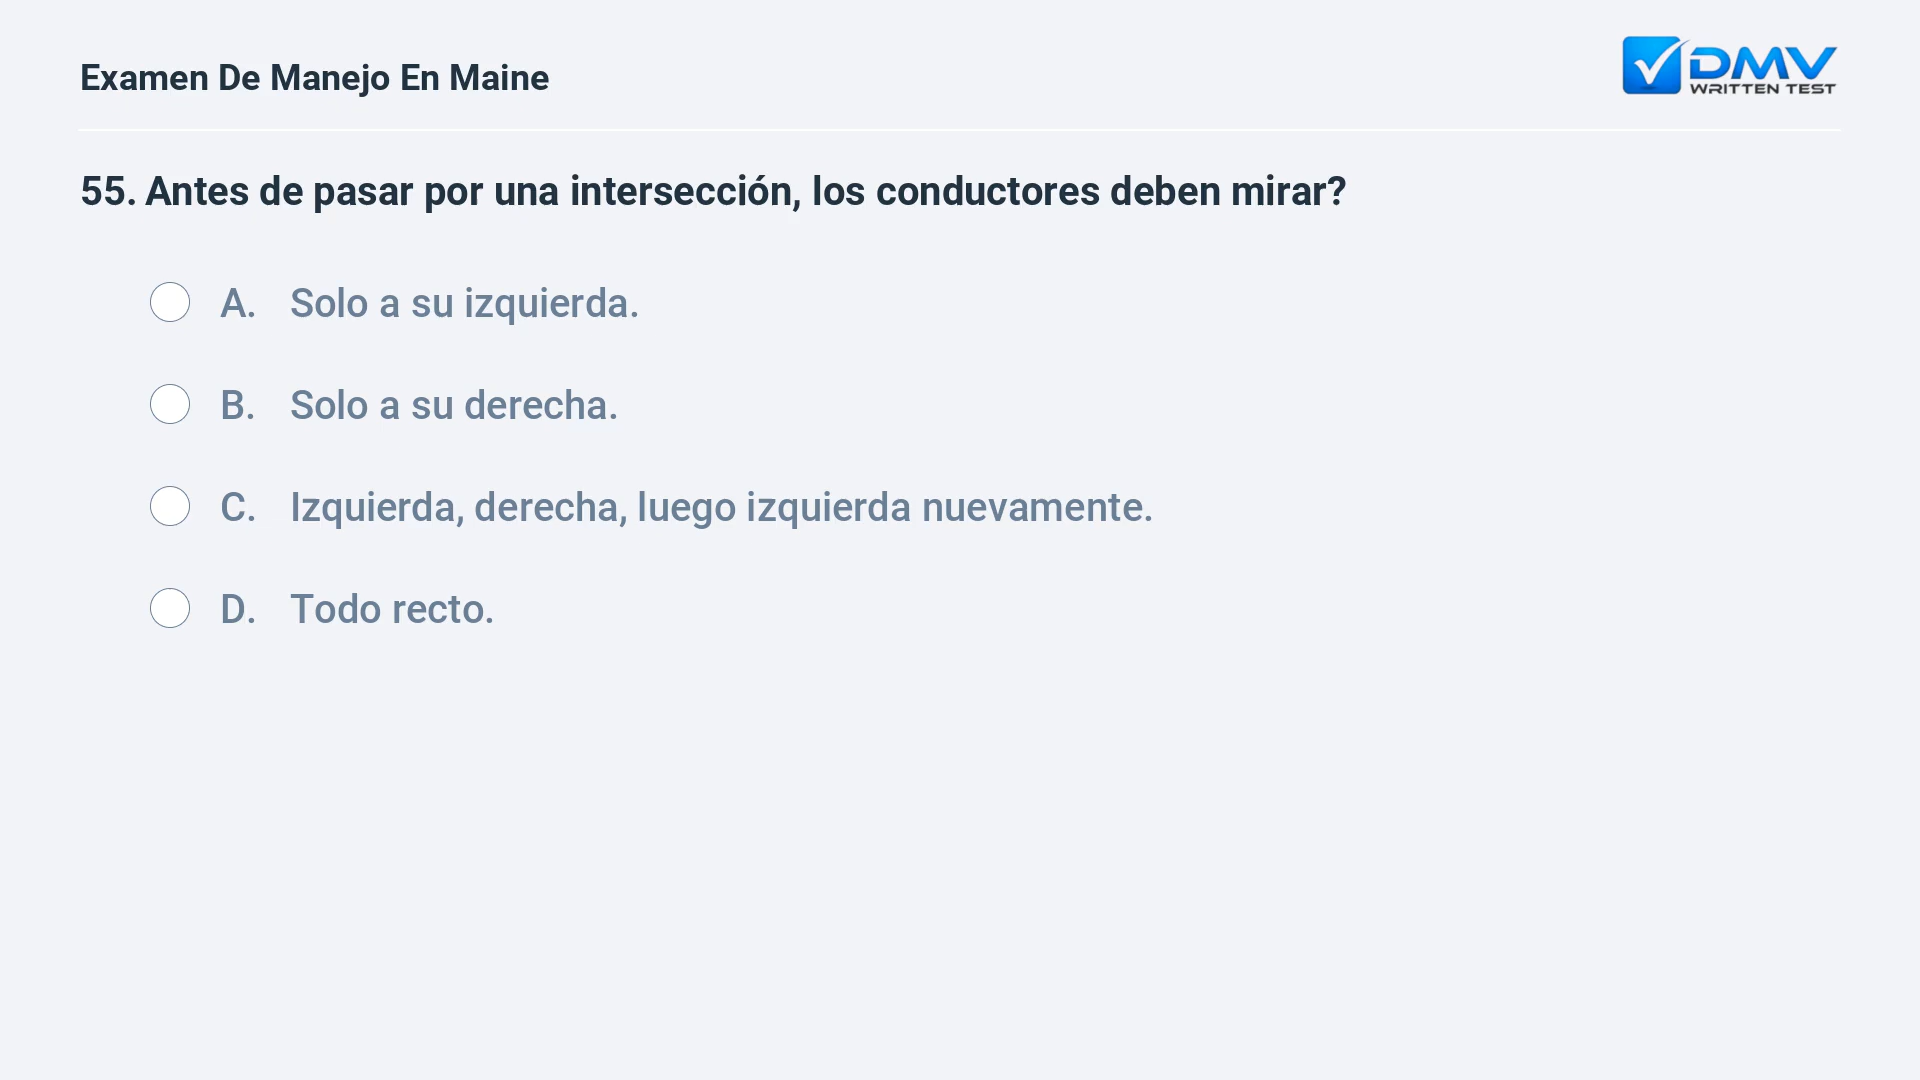 Examen De Manejo En Maine
DMV
WRITTEN TEST
55. Antes de pasar por una intersección, los conductores deben mirar?
A. Solo a su izquierda.
B. Solo a su derecha.
C. Izquierda, derecha, luego izquierda nuevamente.
D. Todo recto.